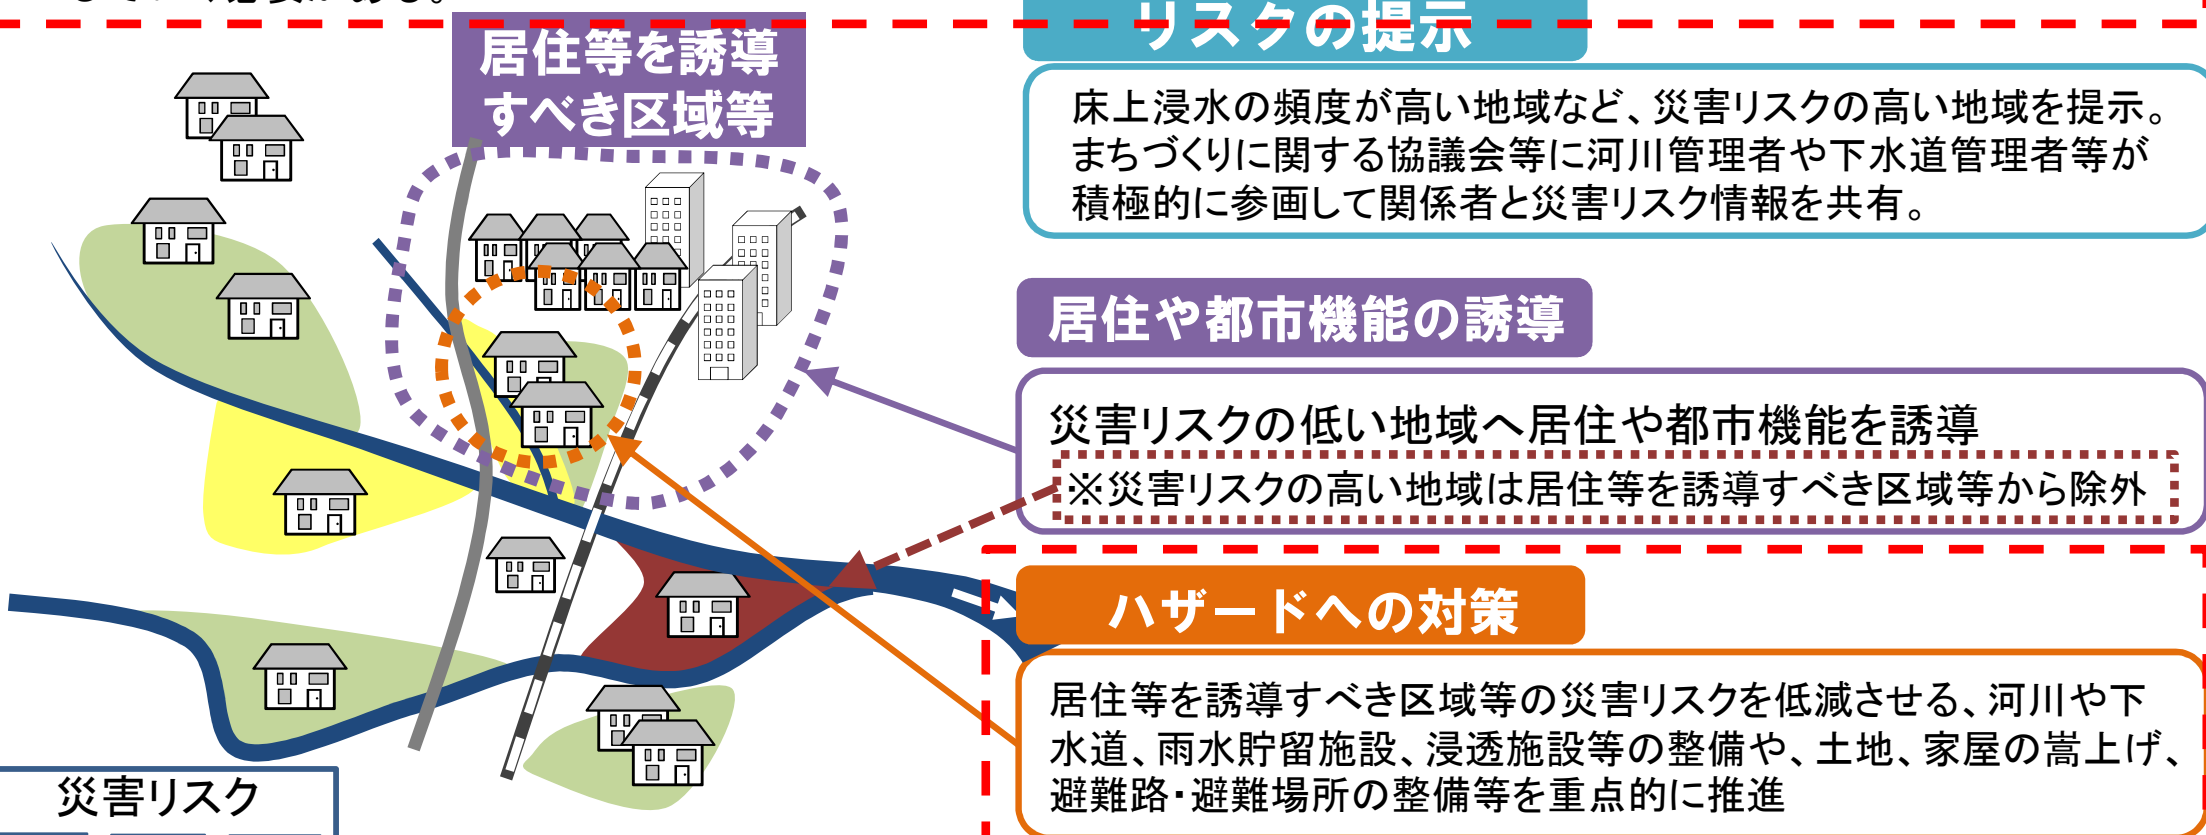 居住等を誘導
すべき区域等
リスクの提示
床上浸水の頻度が高い地域など、災害リスクの高い地域を提示。
まちづくりに関する協議会等に河川管理者や下水道管理者等が
積極的に参画して関係者と災害リスク情報を共有。
居住や都市機能の誘導
災害リスクの低い地域へ居住や都市機能を誘導
※災害リスクの高い地域は居住等を誘導すべき区域等から除外
ハザードへの対策
居住等を誘導すべき区域等の災害リスクを低減させる、河川や下
水道、雨水貯留施設、浸透施設等の整備や、土地、家屋の嵩上げ、
避難路・避難場所の整備等を重点的に推進
災害リスク